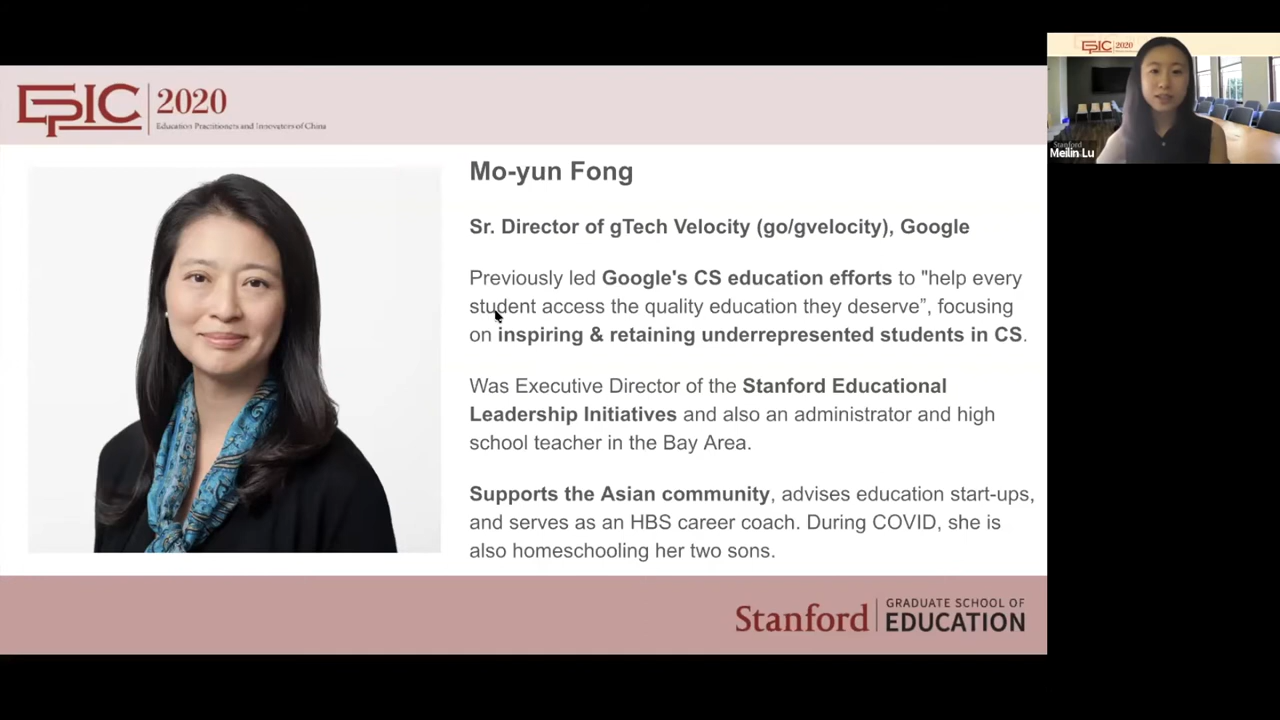 EPIC 2020
Education Practitioners and Innovators of China
Mo-yun Fong
Sr. Director of gTech Velocity (go/gvelocity), Google
Previously led Google's CS education efforts to "help every
student access the quality education they deserve”, focusing
on inspiring & retaining underrepresented students in CS.
Was Executive Director of the Stanford Educational
Leadership Initiatives and also an administrator and high
school teacher in the Bay Area.
Supports the Asian community, advises education start-ups,
and serves as an HBS career coach. During COVID, she is
also homeschooling her two sons.
Stanford
GRADUATE SCHOOL OF
EDUCATION
EPIC 2020
Stanford
Meilin Lu